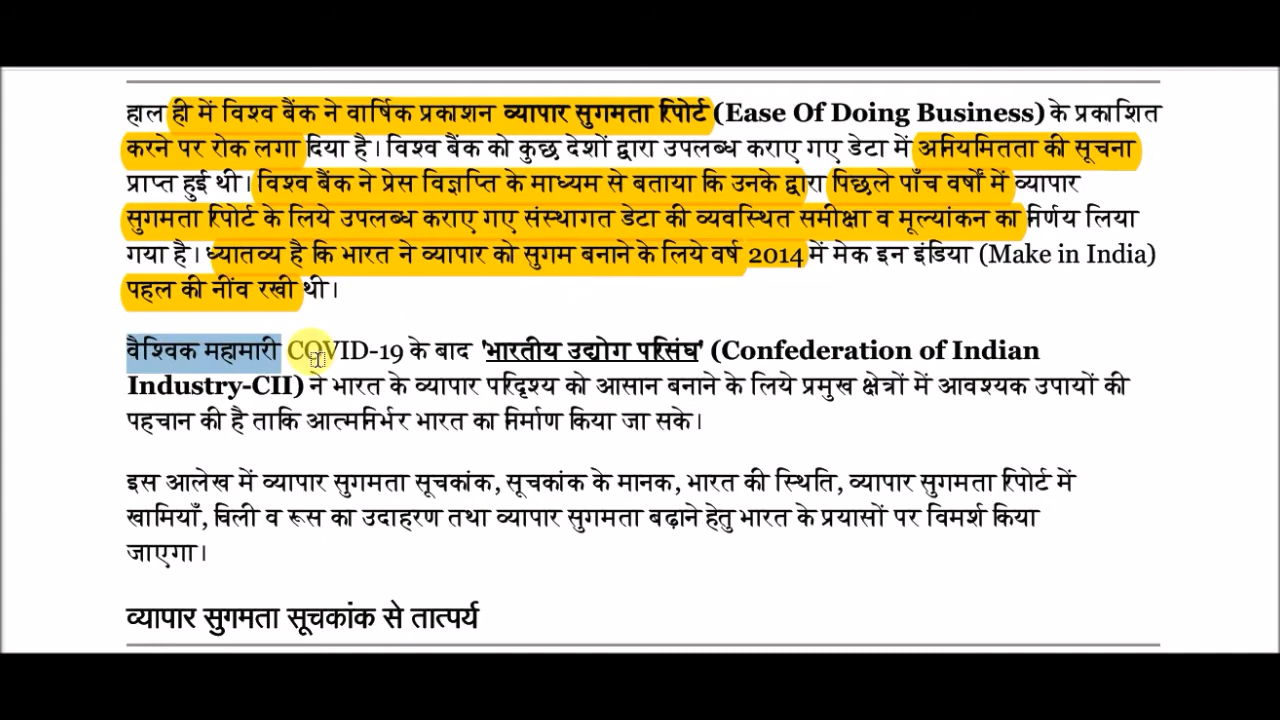 हाल ही में विश्व बैंक ने वार्षिक प्रकाशन व्यापार सुगमता रिपोर्ट (Ease Of Doing Business) के प्रकाशित
करने पर रोक लगा दिया है। विश्व बैंक को कुछ देशों द्वारा उपलब्ध कराए गए डेटा में अनियमितता की सूचना
प्राप्त हुई थी। विश्व बैंक ने प्रेस विज्ञप्ति के माध्यम से बताया कि उनके द्वारा पिछले पाँच वर्षों में व्यापार
सुगमता रिपोर्ट के लिये उपलब्ध कराए गए संस्थागत डेटा की व्यवस्थित समीक्षा व मूल्यांकन का निर्णय लिया
गया है। ध्यातव्य है कि भारत ने व्यापार को सुगम बनाने के लिये वर्ष 2014 में मेक इन इंडिया (Make in India)
पहल की नींव रखी थी।
वैश्विक महामारी COVID-19 के बाद 'भारतीय उद्योग परिसंघ' (Confederation of Indian
Industry-CII) ने भारत के व्यापार परिदृश्य को आसान बनाने के लिये प्रमुख क्षेत्रों में आवश्यक उपायों की
पहचान की है ताकि आत्मनिर्भर भारत का निर्माण किया जा सके।
इस आलेख में व्यापार सुगमता सूचकांक, सूचकांक के मानक, भारत की स्थिति, व्यापार सुगमता रिपोर्ट में
खामियाँ, चिली व रूस का उदाहरण तथा व्यापार सुगमता बढ़ाने हेतु भारत के प्रयासों पर विमर्श किया
जाएगा।
व्यापार सुगमता सूचकांक से तात्पर्य